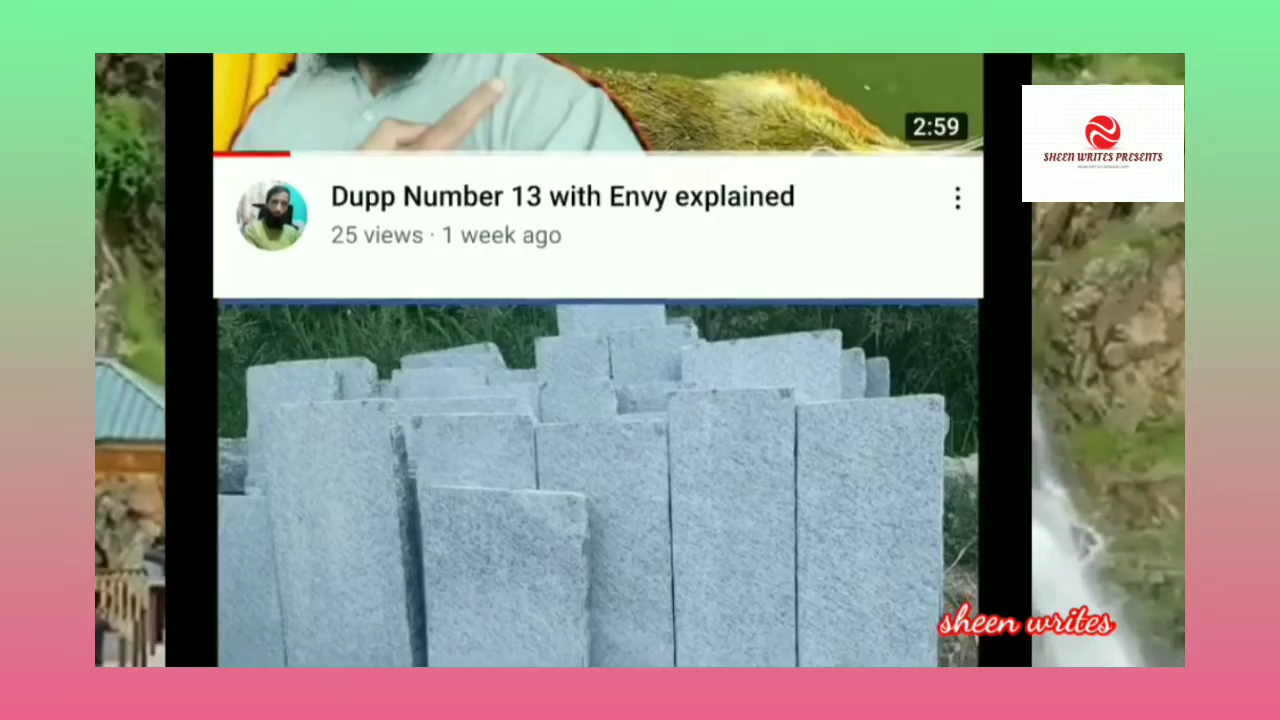 2:59
SHEEN WRITES PRESENTS
Dupp Number 13 with Envy explained
25 views · 1 week ago
sheen writes